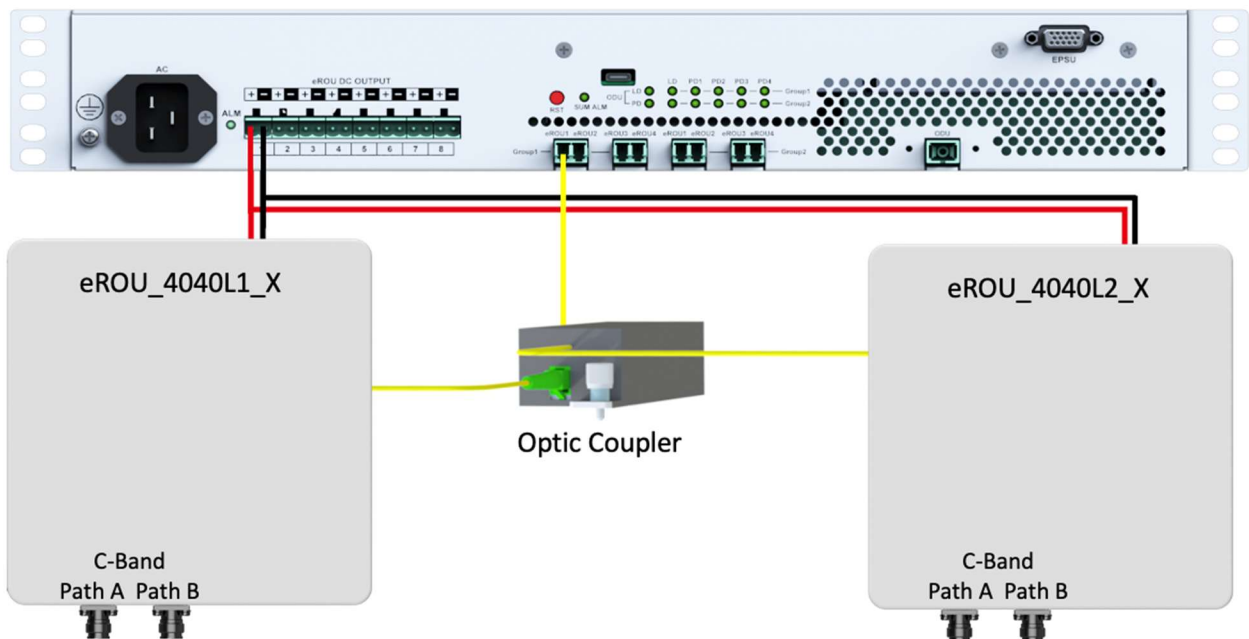 AC
eROU DC OUTPUT
EPSU
ALM
RST
SUM ALM
ODU
LD
PD
LD PD1 PD2 PD3 PD4
Group1
Group2
eROU1 eROU2 eROU3 eROU4 eROU1 eROU2 eROU3 eROU4
Group1
Group2
ODU
2 3 4 5 6 7 8
eROU_4040L1_X
eROU_4040L2_X
Optic Coupler
C-Band
Path A Path B
C-Band
Path A Path B